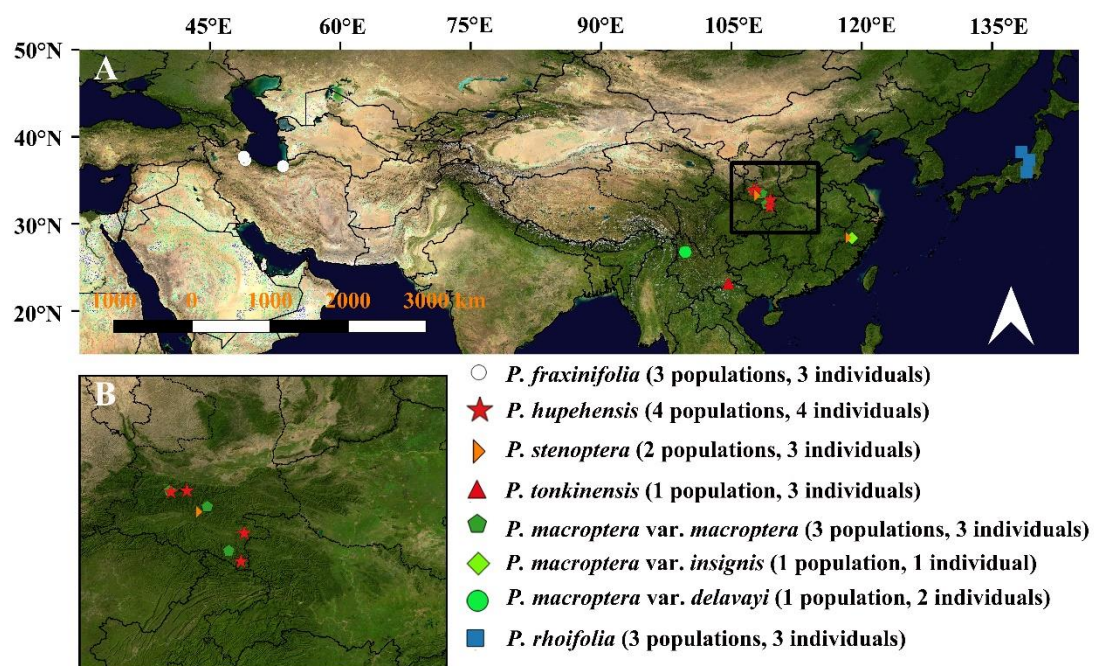 45°E 60°E 75°E 90°E 105°E 120°E 135°E
50°N
A
40°N
30°N
20°N
1000 0 1000 2000 3000 km
B
P. fraxinifolia (3 populations, 3 individuals)
P. hupehensis (4 populations, 4 individuals)
P. stenoptera (2 populations, 3 individuals)
P. tonkinensis (1 population, 3 individuals)
P. macroptera var. macroptera (3 populations, 3 individuals)
P. macroptera var. insignis (1 population, 1 individual)
P. macroptera var. delavayi (1 population, 2 individuals)
P. rhoifolia (3 populations, 3 individuals)